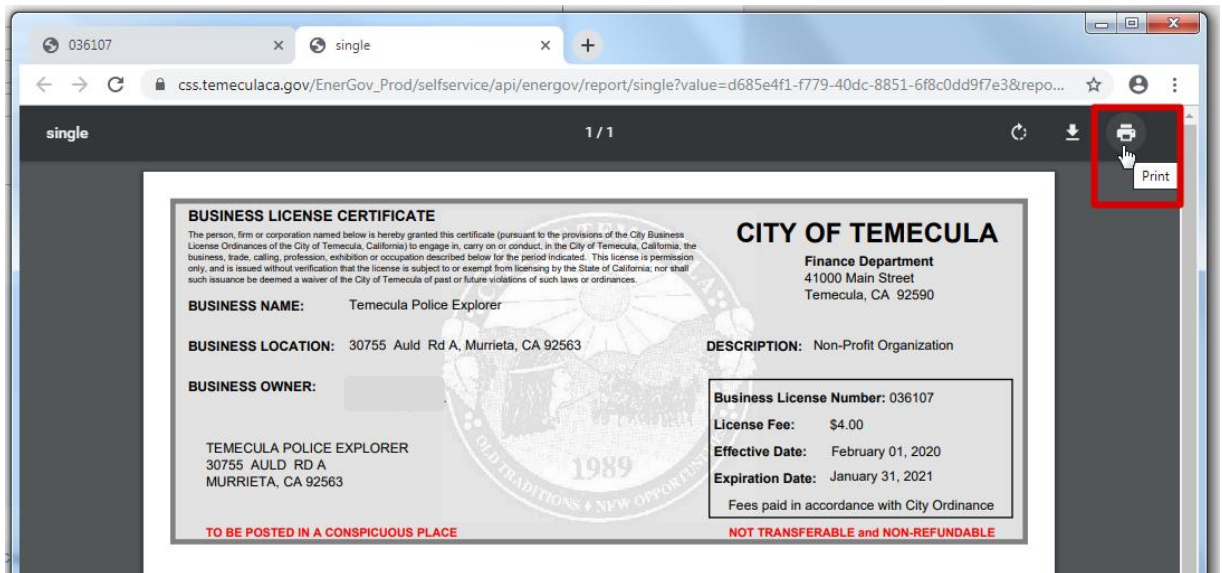 036107
single
css.temeculaca.gov/EnerGov_Prod/selfservice/api/energov/report/single?value=d685e4f1-f779-40dc-8851-6f8c0dd9f7e3&repo...
single
1 / 1
Print
BUSINESS LICENSE CERTIFICATE
The person, firm or corporation named below is hereby granted this certificate (pursuant to the provisions of the City Business
License Ordinances of the City of Temecula, California) to engage in, carry on or conduct, in the City of Temecula, California, the
business, trade, calling, profession, exhibition or occupation described below for the period indicated. This license is permission
only, and is issued without verification that the license is subject to or exempt from licensing by the State of California; nor shall
such issuance be deemed a waiver of the City of Temecula of past or future violations of such laws or ordinances.
CITY OF TEMECULA
Finance Department
41000 Main Street
Temecula, CA 92590
BUSINESS NAME: Temecula Police Explorer
BUSINESS LOCATION: 30755 Auld Rd A, Murrieta, CA 92563
DESCRIPTION: Non-Profit Organization
BUSINESS OWNER:
TEMECULA POLICE EXPLORER
30755 AULD RD A
MURRIETA, CA 92563
Business License Number: 036107
License Fee: $4.00
Effective Date: February 01, 2020
Expiration Date: January 31, 2021
Fees paid in accordance with City Ordinance
1989
OLD TRADITIONS NEW OPPORTUNITIES
TO BE POSTED IN A CONSPICUOUS PLACE
NOT TRANSFERABLE and NON-REFUNDABLE